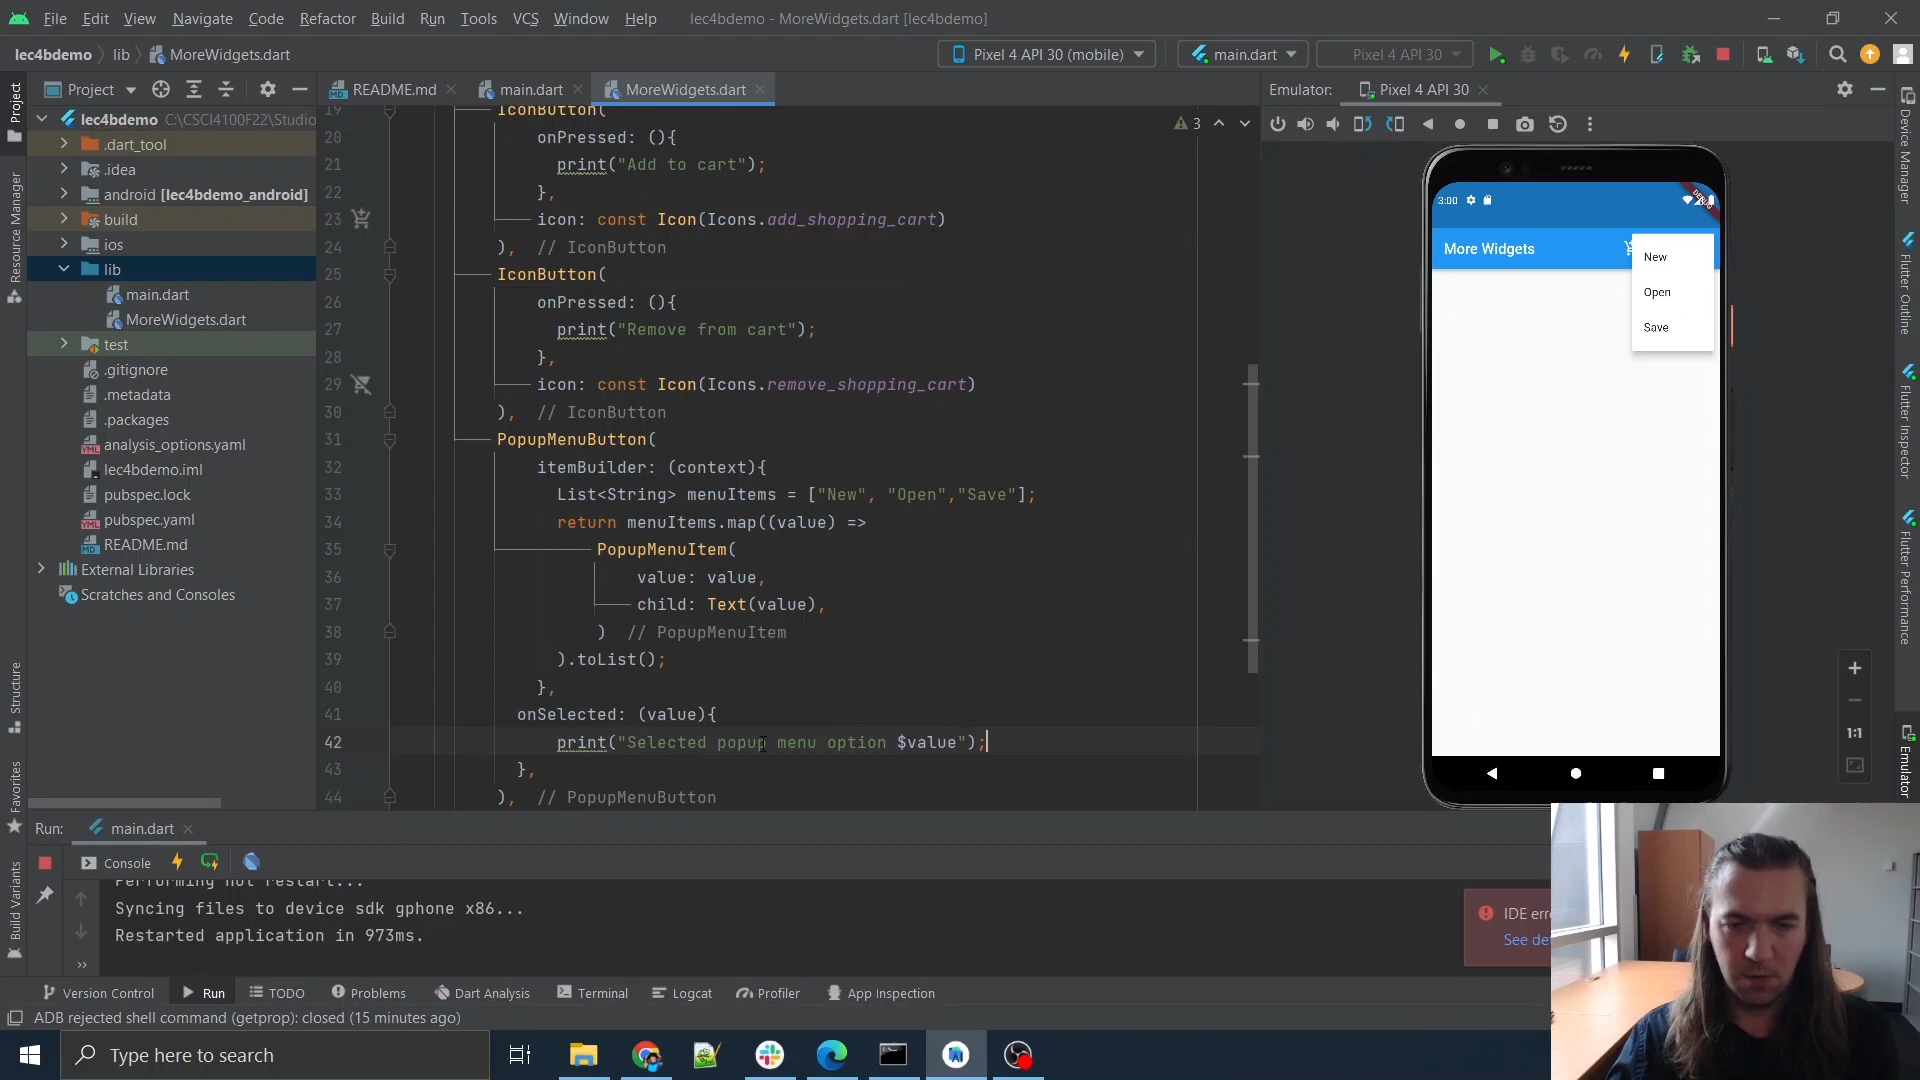 File Edit View Navigate Code Refactor Build Run Tools VCS Window Help lec4bdemo - MoreWidgets.dart [lec4bdemo]
lec4bdemo lib MoreWidgets.dart Pixel 4 API 30 (mobile) main.dart Pixel 4 API 30
Project README.md main.dart MoreWidgets.dart Emulator: Pixel 4 API 30
lec4bdemo C:\CSCI4100F22\Studio
.dart_tool
.idea
android [lec4bdemo_android]
build
ios
lib
main.dart
MoreWidgets.dart
test
.gitignore
.metadata
.packages
analysis_options.yaml
lec4bdemo.iml
pubspec.lock
pubspec.yaml
README.md
External Libraries
Scratches and Consoles
Project
Resource Manager
Structure
Favorites
Build Variants
3
19 IconButton(
20 onPressed: (){
21 print("Add to cart");
22 },
23 icon: const Icon(Icons.add_shopping_cart)
24 ), // IconButton
25 IconButton(
26 onPressed: (){
27 print("Remove from cart");
28 },
29 icon: const Icon(Icons.remove_shopping_cart)
30 ), // IconButton
31 PopupMenuButton(
32 itemBuilder: (context){
33 List<String> menuItems = ["New", "Open","Save"];
34 return menuItems.map((value) =>
35 PopupMenuItem(
36 value: value,
37 child: Text(value),
38 ) // PopupMenuItem
39 ).toList();
40 },
41 onSelected: (value){
42 print("Selected popup menu option $value");
43 },
44 ), // PopupMenuButton
3:00
More Widgets
New
Open
Save
1:1
Device Manager
Flutter Outline
Flutter Inspector
Flutter Performance
Emulator
Run: main.dart
Console
Performing hot restart...
Syncing files to device sdk gphone x86...
Restarted application in 973ms.
IDE err
See det
Version Control Run TODO Problems Dart Analysis Terminal Logcat Profiler App Inspection
ADB rejected shell command (getprop): closed (15 minutes ago)
Type here to search